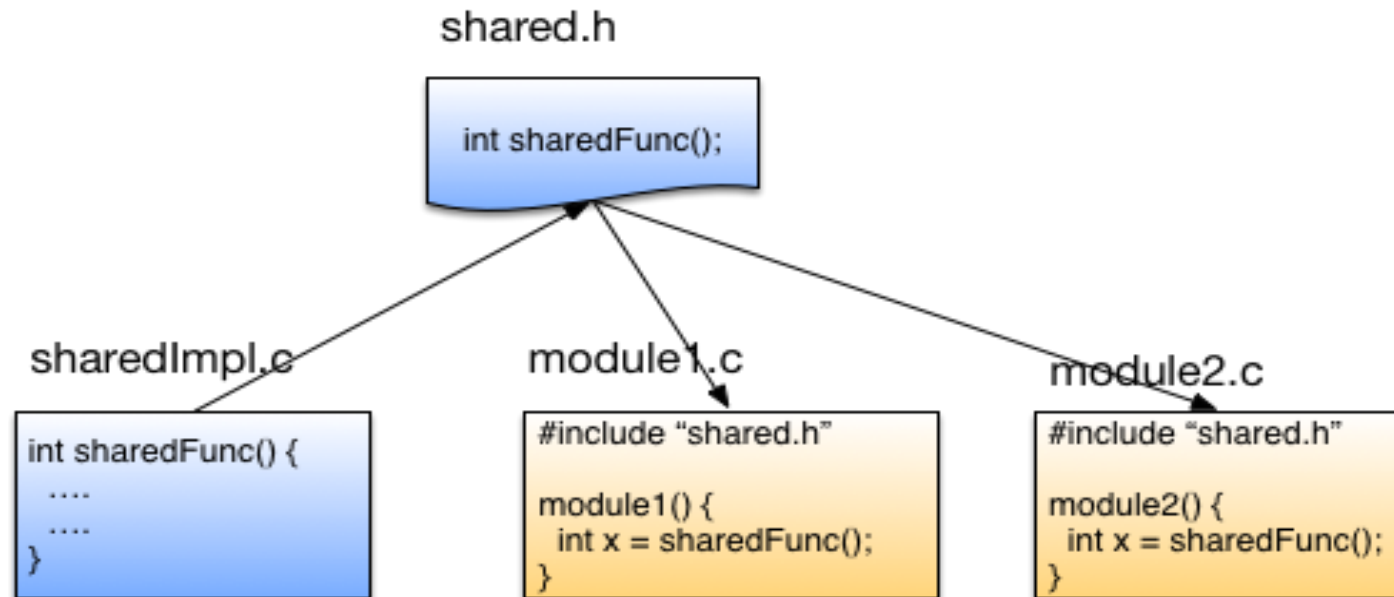 shared.h
int sharedFunc();
sharedImpl.c
int sharedFunc() {
....
....
}
module1.c
#include “shared.h”
module1() {
int x = sharedFunc();
}
module2.c
#include “shared.h”
module2() {
int x = sharedFunc();
}